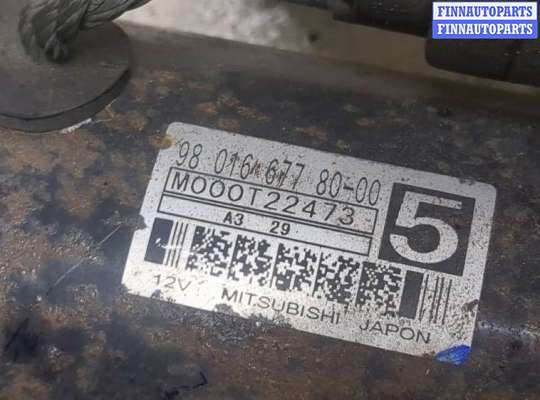 FINNAUTOPARTS
FINNAUTOPARTS
98 016 677 80-00
M000T22473
5
A3 29
12V MITSUBISHI JAPON